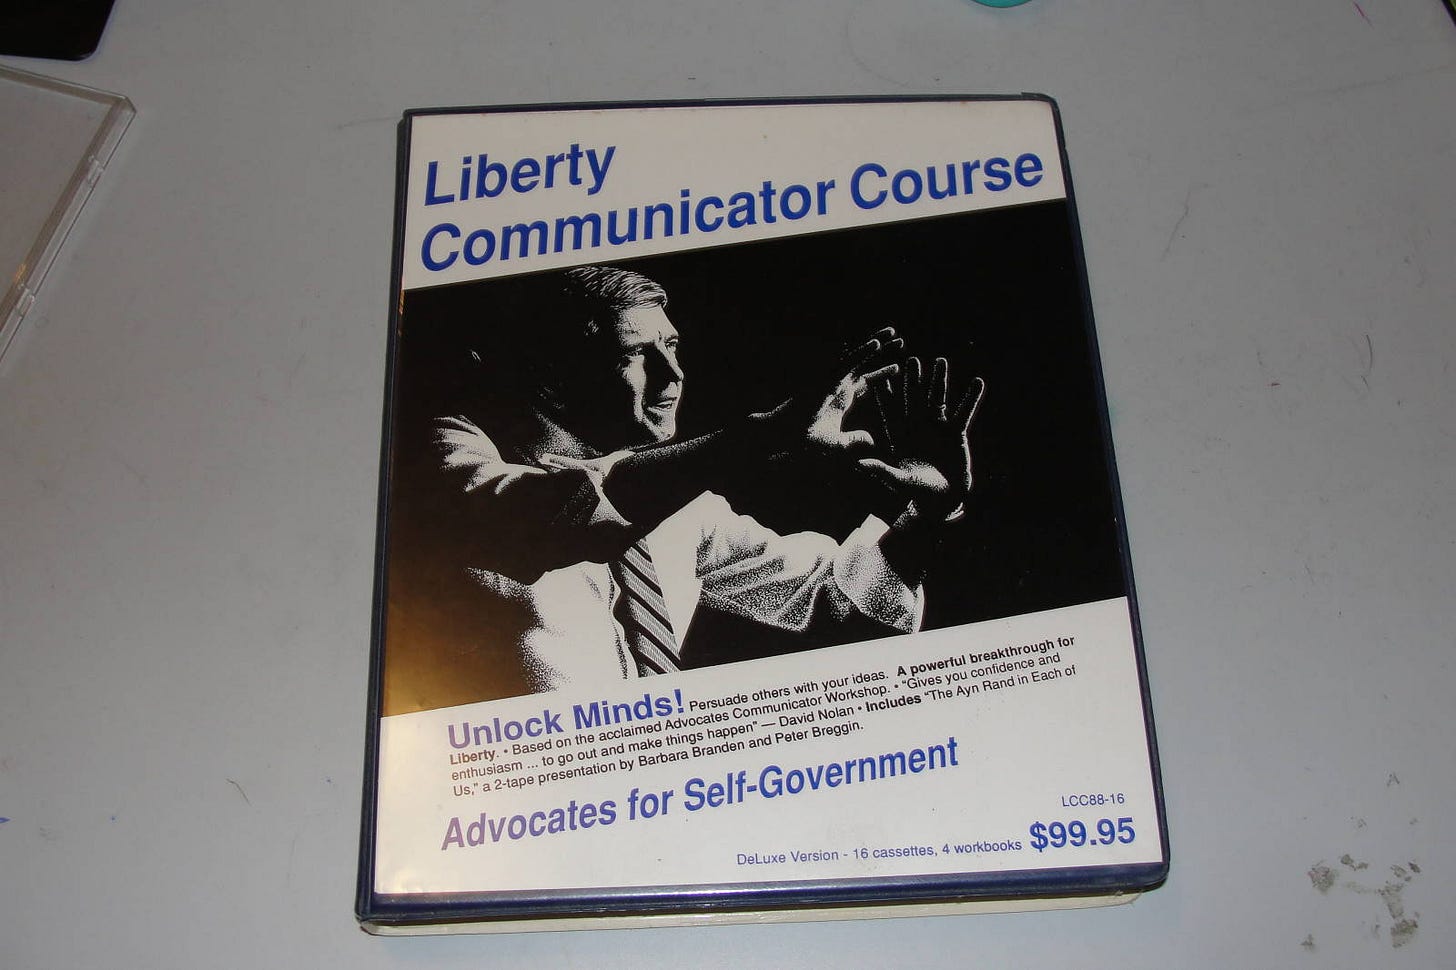 Liberty
Communicator Course
Unlock Minds! Persuade others with your ideas. A powerful breakthrough for
Liberty. • Based on the acclaimed Advocates Communicator Workshop. • "Gives you confidence and
enthusiasm ... to go out and make things happen" — David Nolan • Includes "The Ayn Rand in Each of
Us," a 2-tape presentation by Barbara Branden and Peter Breggin.
Advocates for Self-Government
LCC88-16
DeLuxe Version - 16 cassettes, 4 workbooks $99.95